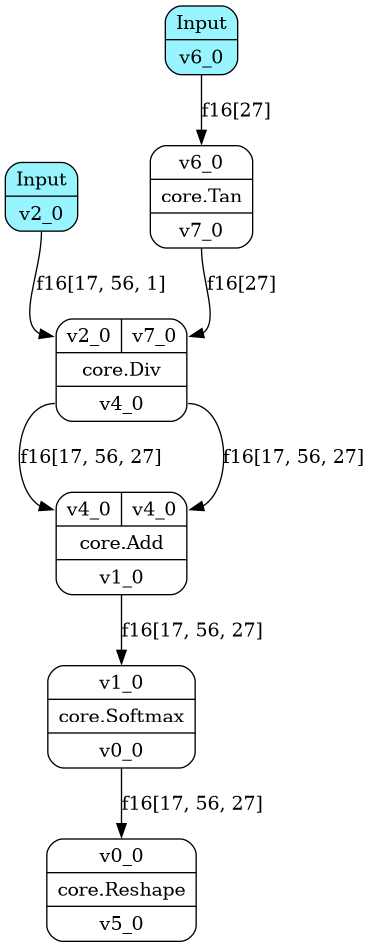 Input
v6_0
f16[27]
v6_0
core.Tan
v7_0
Input
v2_0
f16[17, 56, 1]
f16[27]
v2_0 v7_0
core.Div
v4_0
f16[17, 56, 27] f16[17, 56, 27]
v4_0 v4_0
core.Add
v1_0
f16[17, 56, 27]
v1_0
core.Softmax
v0_0
f16[17, 56, 27]
v0_0
core.Reshape
v5_0